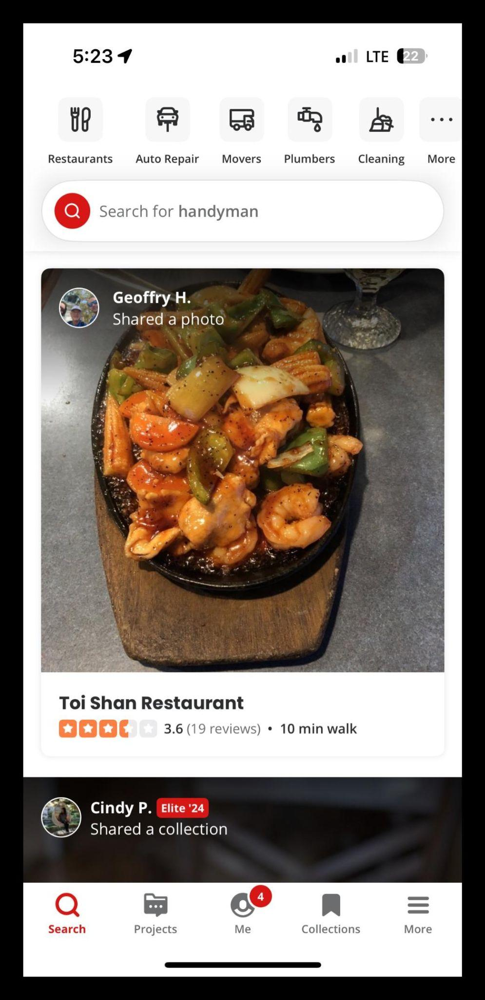 5:23 LTE 22
Restaurants Auto Repair Movers Plumbers Cleaning More
Search for handyman
Geoffry H.
Shared a photo
Toi Shan Restaurant
3.6 (19 reviews) • 10 min walk
Cindy P. Elite '24
Shared a collection
4
Search Projects Me Collections More